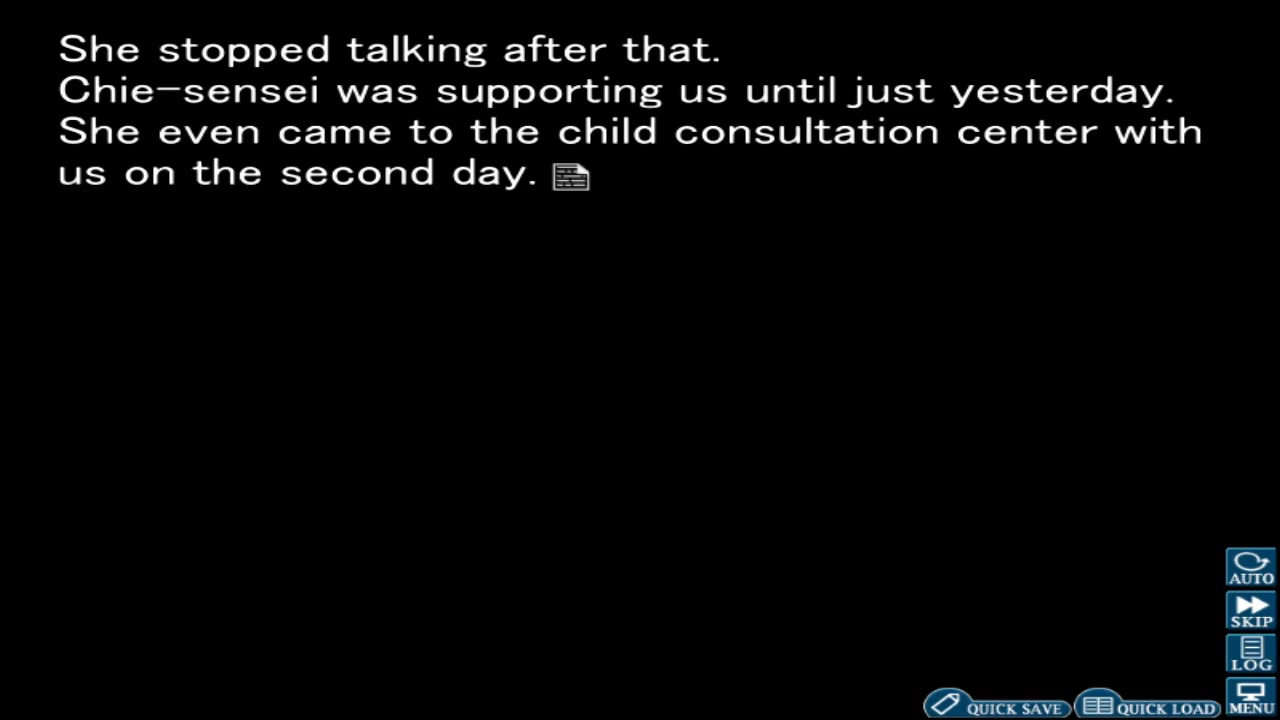 She stopped talking after that.
Chie-sensei was supporting us until just yesterday.
She even came to the child consultation center with
us on the second day.
AUTO
SKIP
LOG
QUICK SAVE QUICK LOAD MENU